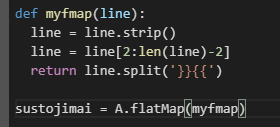 def myfmap(line):
  line = line.strip()
  line = line[2:len(line)-2]
  return line.split('}}{{')
sustojimai = A.flatMap(myfmap)